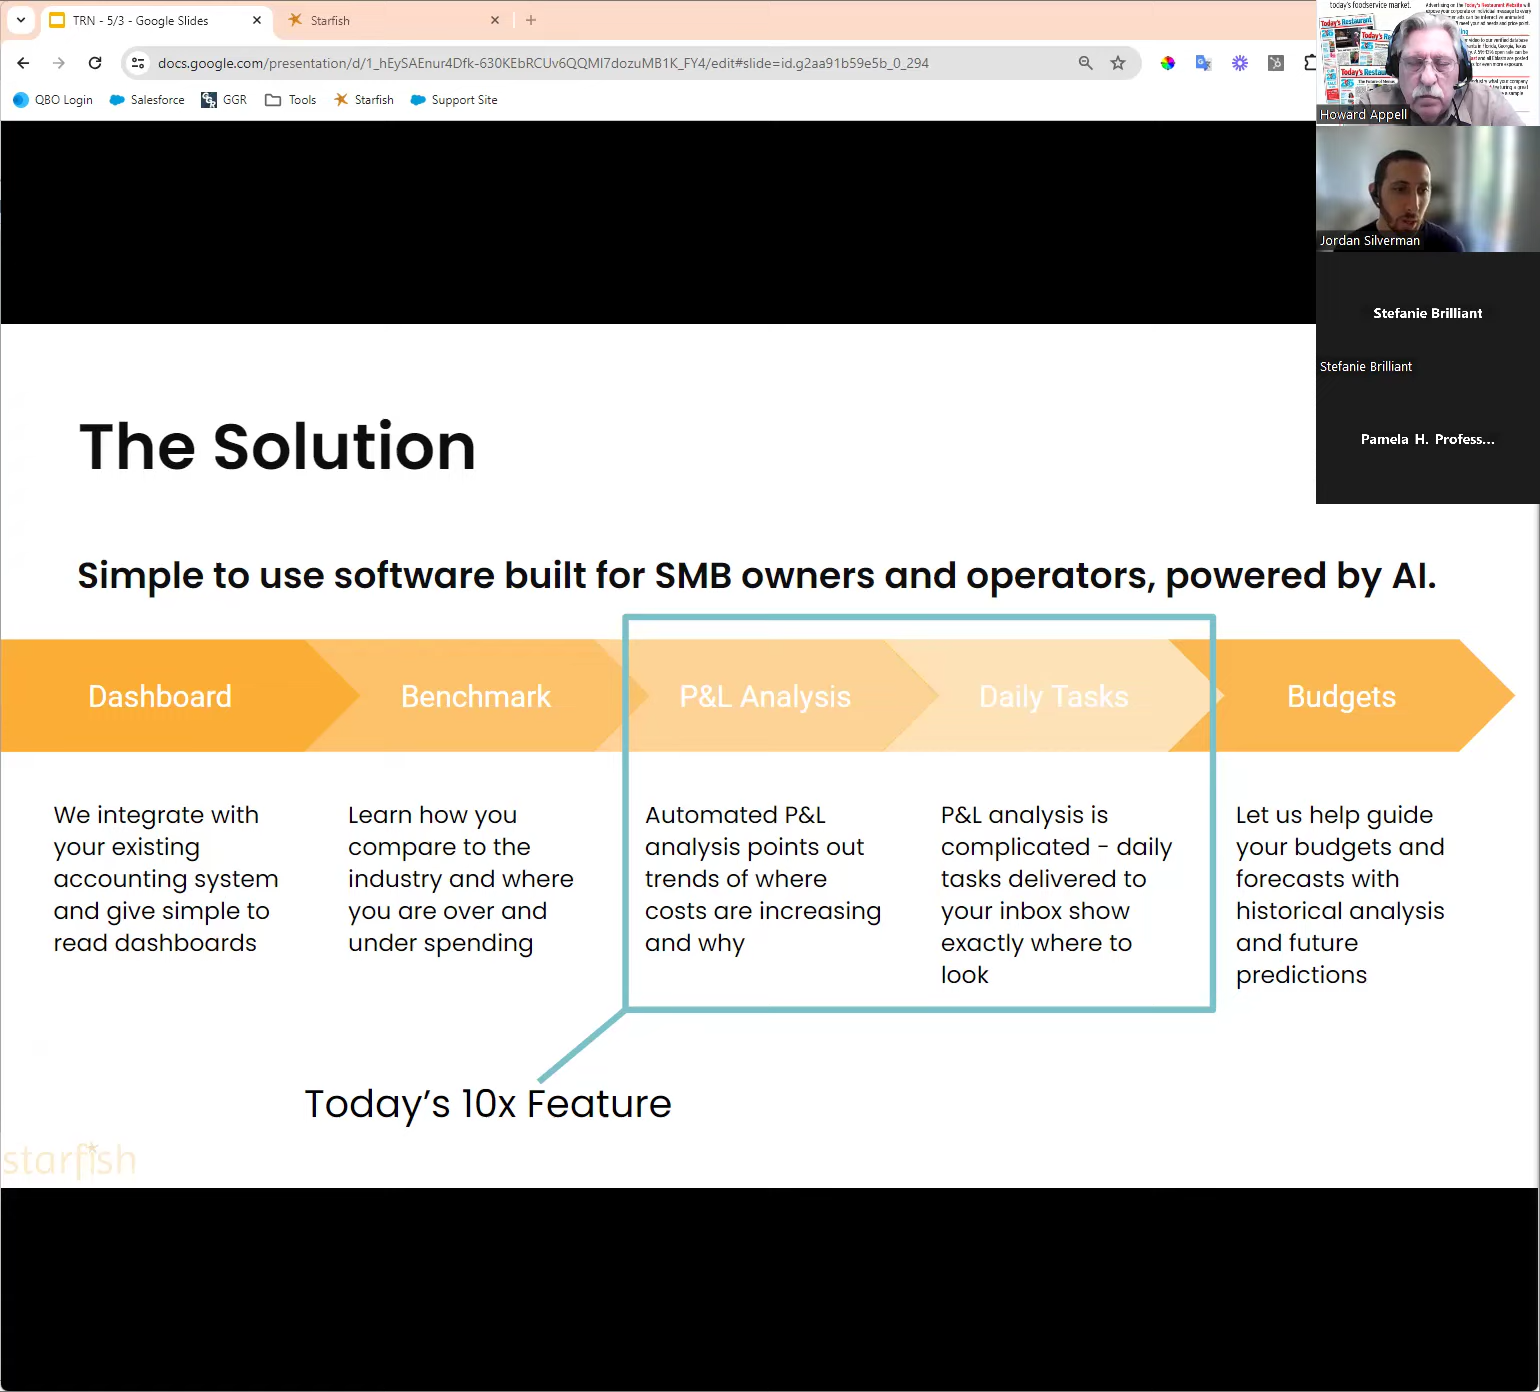 TRN - 5/3 - Google Slides
Starfish
docs.google.com/presentation/d/1_hEySAEnur4Dfk-630KEbRCUv6QQMI7dozuMB1K_FY4/edit#slide=id.g2aa91b59e5b_0_294
QBO Login
Salesforce
GGR
Tools
Starfish
Support Site
today's foodservice market.
Today's Restaurant
Howard Appell
Jordan Silverman
Stefanie Brilliant
Stefanie Brilliant
Pamela H. Profess...
The Solution
Simple to use software built for SMB owners and operators, powered by AI.
Dashboard
Benchmark
P&L Analysis
Daily Tasks
Budgets
We integrate with
your existing
accounting system
and give simple to
read dashboards
Learn how you
compare to the
industry and where
you are over and
under spending
Automated P&L
analysis points out
trends of where
costs are increasing
and why
P&L analysis is
complicated - daily
tasks delivered to
your inbox show
exactly where to
look
Let us help guide
your budgets and
forecasts with
historical analysis
and future
predictions
Today's 10x Feature
starfish